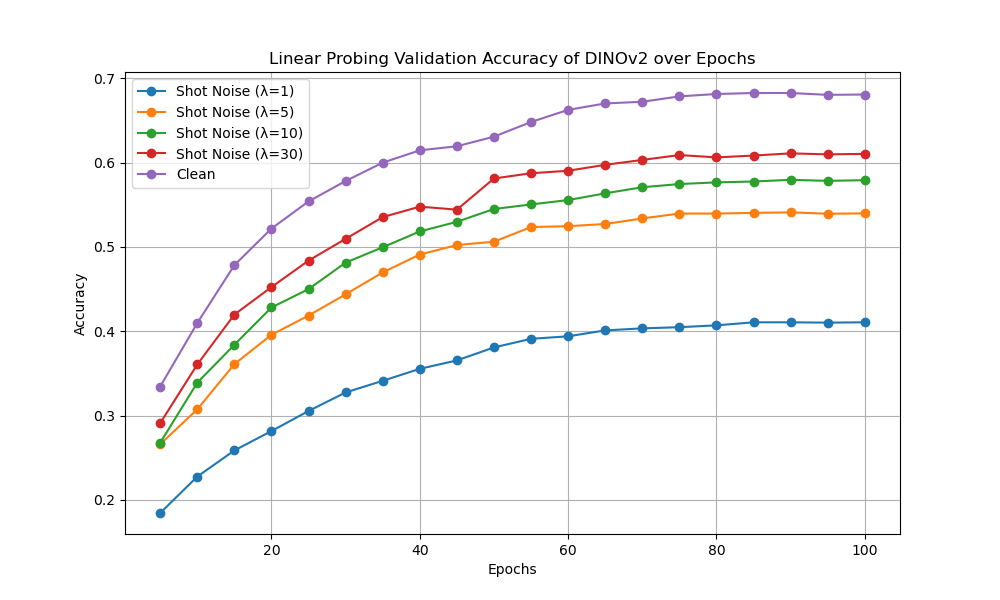 Linear Probing Validation Accuracy of DINOv2 over Epochs
Shot Noise (λ=1)
Shot Noise (λ=5)
Shot Noise (λ=10)
Shot Noise (λ=30)
Clean
0.7
0.6
0.5
0.4
0.3
0.2
Accuracy
20 40 60 80 100
Epochs